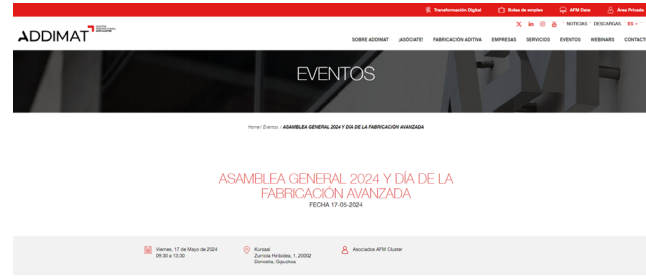 Transformación Digital Bolsa de empleo AFM Data Área Privada
NOTICIAS DESCARGAS ES
ADDIMAT
SOBRE ADDIMAT ¡ASÓCIATE! FABRICACIÓN ADITIVA EMPRESAS SERVICIOS EVENTOS WEBINARS CONTACT
EVENTOS
Home / Eventos / ASAMBLEA GENERAL 2024 Y DÍA DE LA FABRICACIÓN AVANZADA
ASAMBLEA GENERAL 2024 Y DÍA DE LA
FABRICACIÓN AVANZADA
FECHA 17-05-2024
Viernes, 17 de Mayo de 2024
09:30 a 13:30
Kursaal
Zurriola Hiribidea, 1, 20002
Donostia, Gipuzkoa
Asociados AFM Cluster